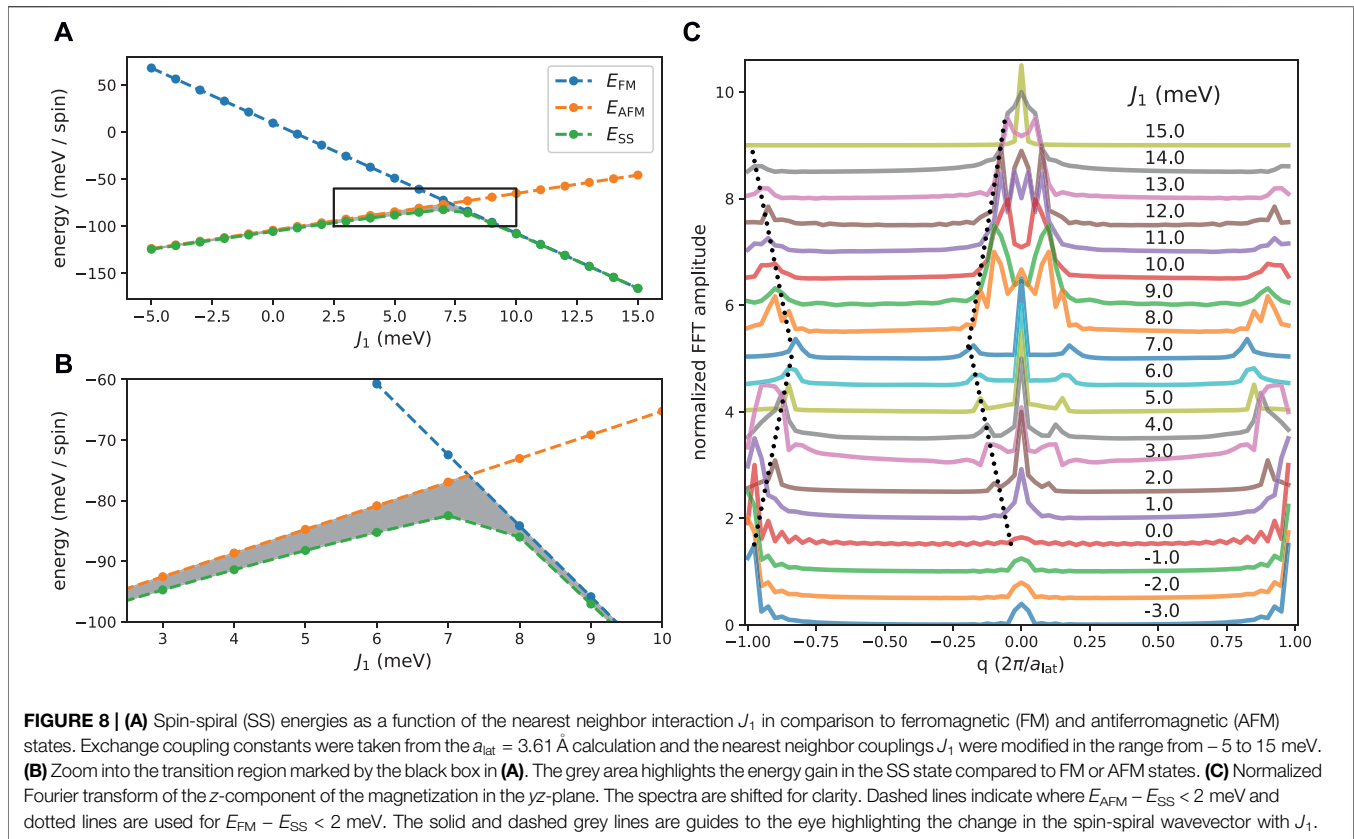 A
energy (meV / spin)
50
0
−50
−100
−150
−5.0 −2.5 0.0 2.5 5.0 7.5 10.0 12.5 15.0
J₁ (meV)
E_FM
E_AFM
E_SS
B
energy (meV / spin)
−60
−70
−80
−90
−100
3 4 5 6 7 8 9 10
J₁ (meV)
C
normalized FFT amplitude
10
8
6
4
2
0
J₁ (meV)
15.0
14.0
13.0
12.0
11.0
10.0
9.0
8.0
7.0
6.0
5.0
4.0
3.0
2.0
1.0
0.0
-1.0
-2.0
-3.0
−1.00 −0.75 −0.50 −0.25 0.00 0.25 0.50 0.75 1.00
q (2π/a_lat)
FIGURE 8 | (A) Spin-spiral (SS) energies as a function of the nearest neighbor interaction J₁ in comparison to ferromagnetic (FM) and antiferromagnetic (AFM)
states. Exchange coupling constants were taken from the a_lat = 3.61 Å calculation and the nearest neighbor couplings J₁ were modified in the range from − 5 to 15 meV.
(B) Zoom into the transition region marked by the black box in (A). The grey area highlights the energy gain in the SS state compared to FM or AFM states. (C) Normalized
Fourier transform of the z-component of the magnetization in the yz-plane. The spectra are shifted for clarity. Dashed lines indicate where E_AFM − E_SS < 2 meV and
dotted lines are used for E_FM − E_SS < 2 meV. The solid and dashed grey lines are guides to the eye highlighting the change in the spin-spiral wavevector with J₁.